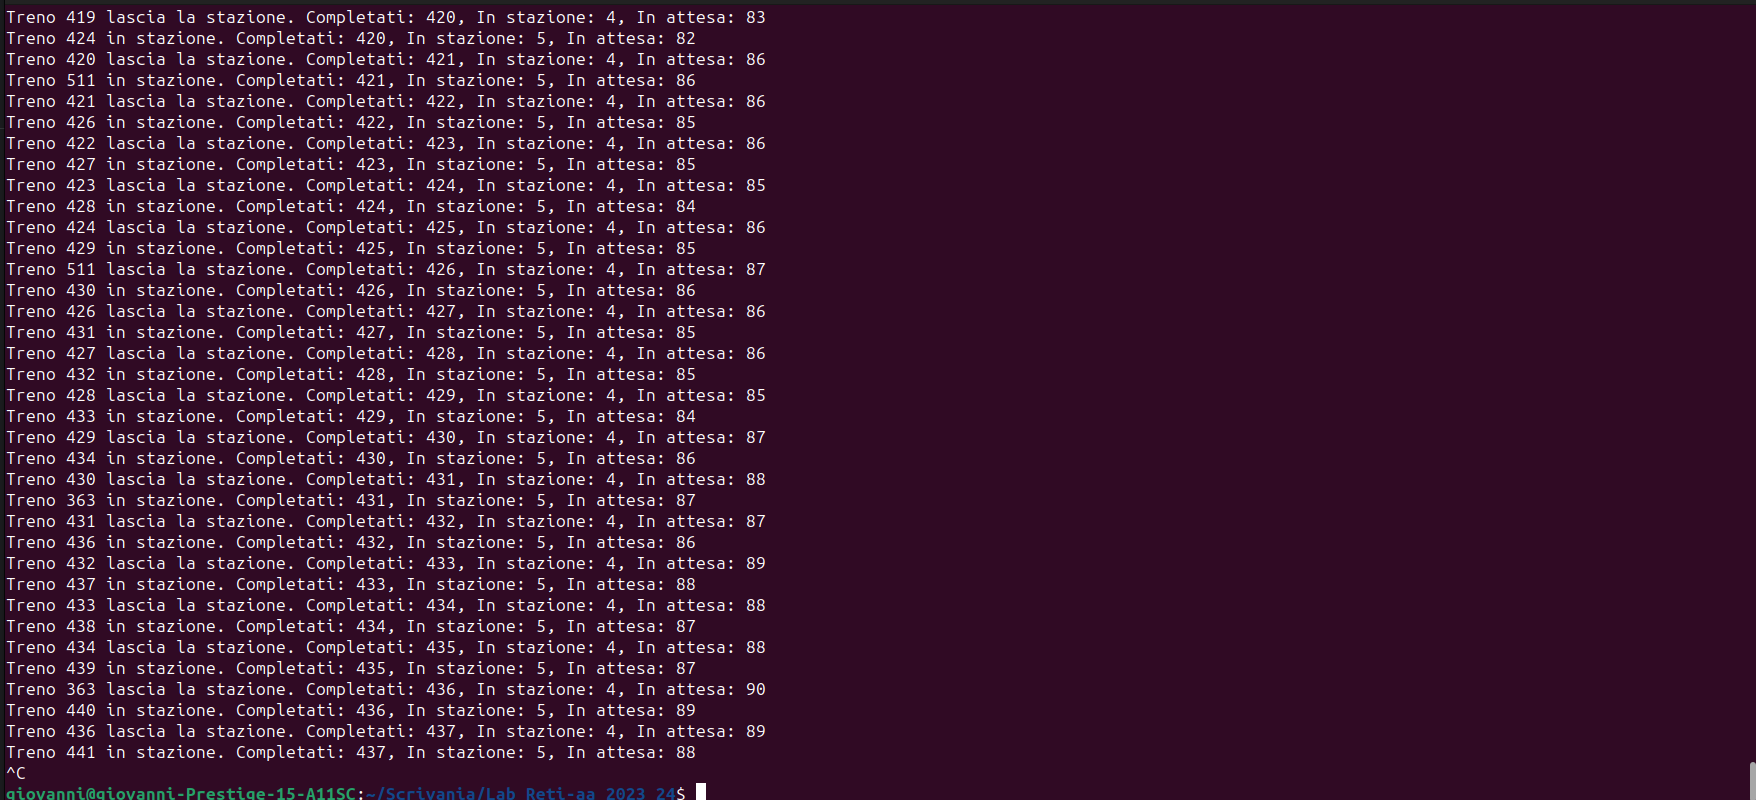 Treno 419 lascia la stazione. Completati: 420, In stazione: 4, In attesa: 83
Treno 424 in stazione. Completati: 420, In stazione: 5, In attesa: 82
Treno 420 lascia la stazione. Completati: 421, In stazione: 4, In attesa: 86
Treno 511 in stazione. Completati: 421, In stazione: 5, In attesa: 86
Treno 421 lascia la stazione. Completati: 422, In stazione: 4, In attesa: 86
Treno 426 in stazione. Completati: 422, In stazione: 5, In attesa: 85
Treno 422 lascia la stazione. Completati: 423, In stazione: 4, In attesa: 86
Treno 427 in stazione. Completati: 423, In stazione: 5, In attesa: 85
Treno 423 lascia la stazione. Completati: 424, In stazione: 4, In attesa: 85
Treno 428 in stazione. Completati: 424, In stazione: 5, In attesa: 84
Treno 424 lascia la stazione. Completati: 425, In stazione: 4, In attesa: 86
Treno 429 in stazione. Completati: 425, In stazione: 5, In attesa: 85
Treno 511 lascia la stazione. Completati: 426, In stazione: 4, In attesa: 87
Treno 430 in stazione. Completati: 426, In stazione: 5, In attesa: 86
Treno 426 lascia la stazione. Completati: 427, In stazione: 4, In attesa: 86
Treno 431 in stazione. Completati: 427, In stazione: 5, In attesa: 85
Treno 427 lascia la stazione. Completati: 428, In stazione: 4, In attesa: 86
Treno 432 in stazione. Completati: 428, In stazione: 5, In attesa: 85
Treno 428 lascia la stazione. Completati: 429, In stazione: 4, In attesa: 85
Treno 433 in stazione. Completati: 429, In stazione: 5, In attesa: 84
Treno 429 lascia la stazione. Completati: 430, In stazione: 4, In attesa: 87
Treno 434 in stazione. Completati: 430, In stazione: 5, In attesa: 86
Treno 430 lascia la stazione. Completati: 431, In stazione: 4, In attesa: 88
Treno 363 in stazione. Completati: 431, In stazione: 5, In attesa: 87
Treno 431 lascia la stazione. Completati: 432, In stazione: 4, In attesa: 87
Treno 436 in stazione. Completati: 432, In stazione: 5, In attesa: 86
Treno 432 lascia la stazione. Completati: 433, In stazione: 4, In attesa: 89
Treno 437 in stazione. Completati: 433, In stazione: 5, In attesa: 88
Treno 433 lascia la stazione. Completati: 434, In stazione: 4, In attesa: 88
Treno 438 in stazione. Completati: 434, In stazione: 5, In attesa: 87
Treno 434 lascia la stazione. Completati: 435, In stazione: 4, In attesa: 88
Treno 439 in stazione. Completati: 435, In stazione: 5, In attesa: 87
Treno 363 lascia la stazione. Completati: 436, In stazione: 4, In attesa: 90
Treno 440 in stazione. Completati: 436, In stazione: 5, In attesa: 89
Treno 436 lascia la stazione. Completati: 437, In stazione: 4, In attesa: 89
Treno 441 in stazione. Completati: 437, In stazione: 5, In attesa: 88
^C
giovanni@giovanni-Prestige-15-A11SC:~/Scrivania/Lab_Reti-aa_2023_24$